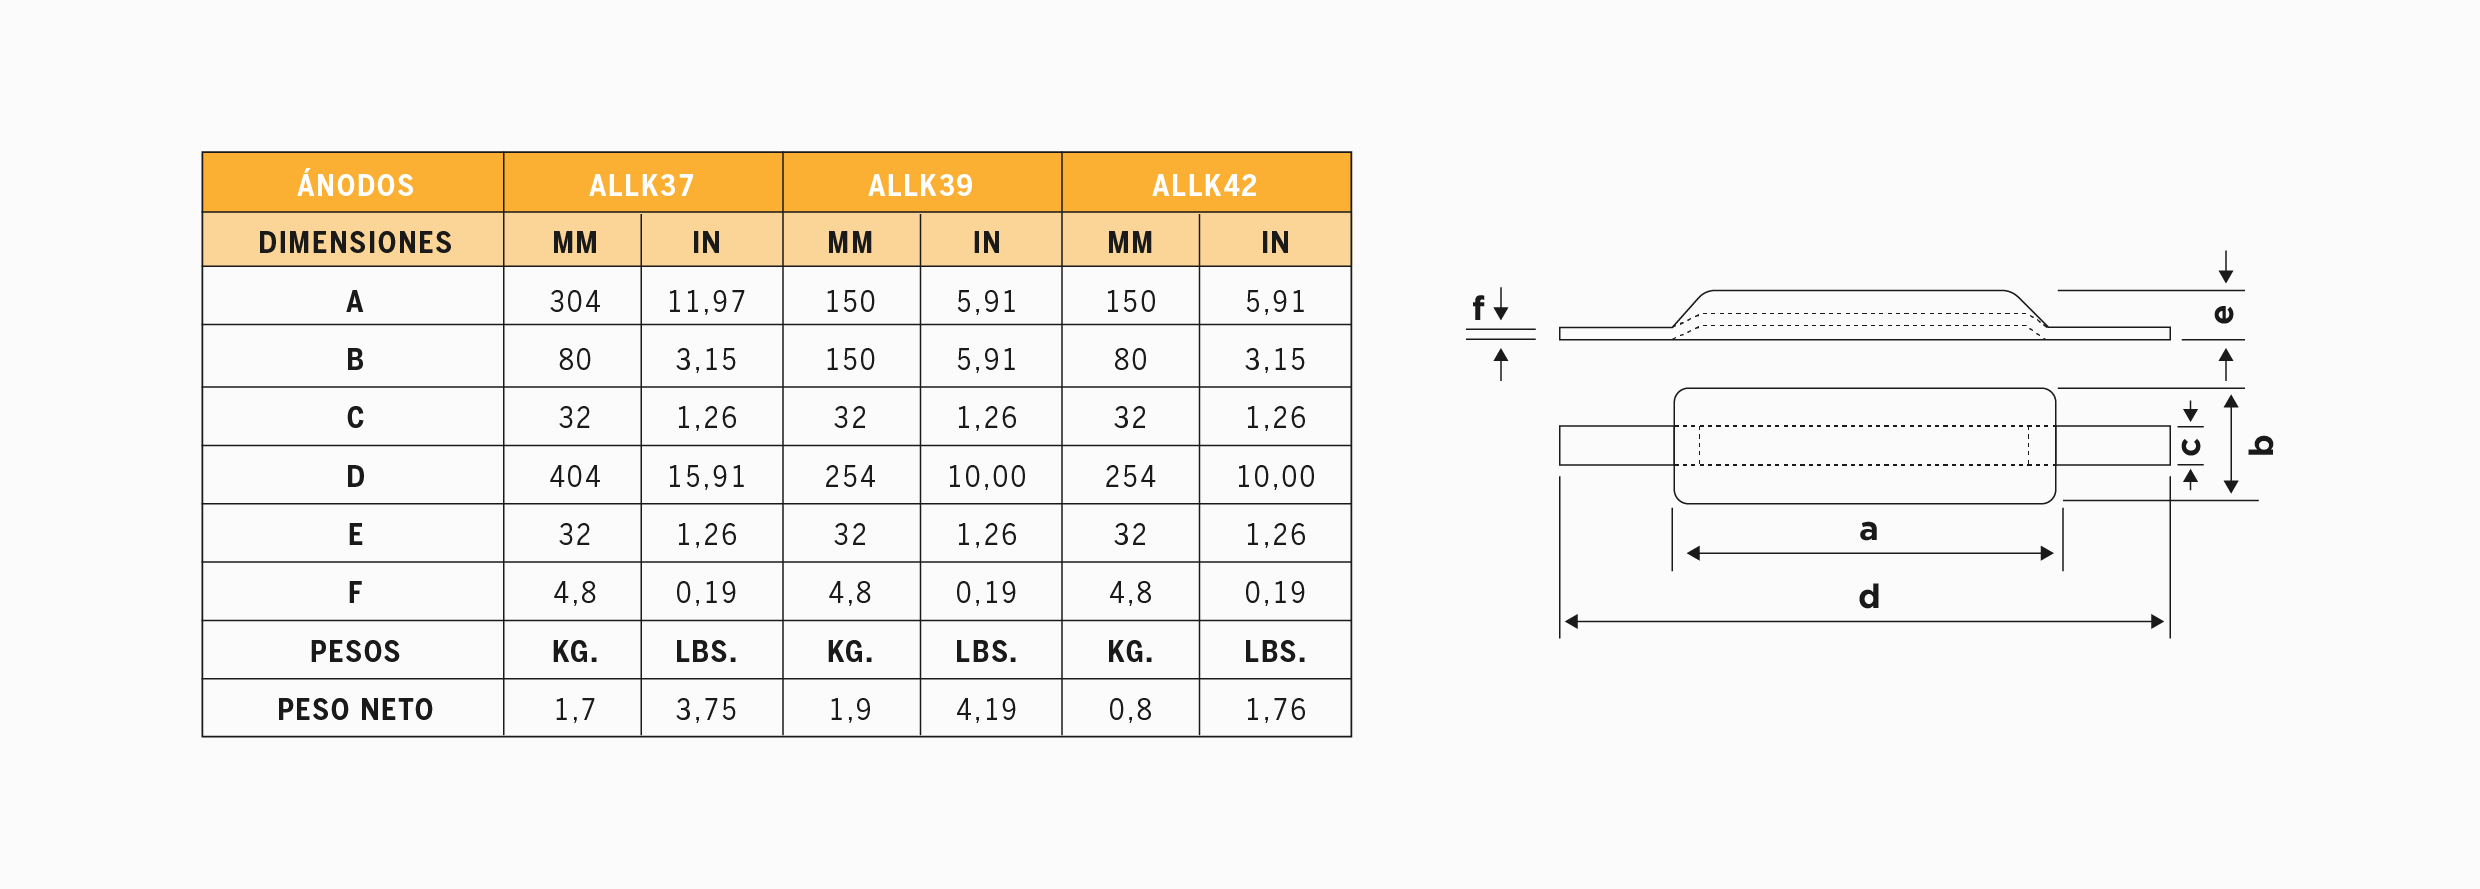 ÁNODOS ALLK37 ALLK39 ALLK42
DIMENSIONES MM IN MM IN MM IN
A 304 11,97 150 5,91 150 5,91
B 80 3,15 150 5,91 80 3,15
C 32 1,26 32 1,26 32 1,26
D 404 15,91 254 10,00 254 10,00
E 32 1,26 32 1,26 32 1,26
F 4,8 0,19 4,8 0,19 4,8 0,19
PESOS KG. LBS. KG. LBS. KG. LBS.
PESO NETO 1,7 3,75 1,9 4,19 0,8 1,76
f
e
c
b
a
d